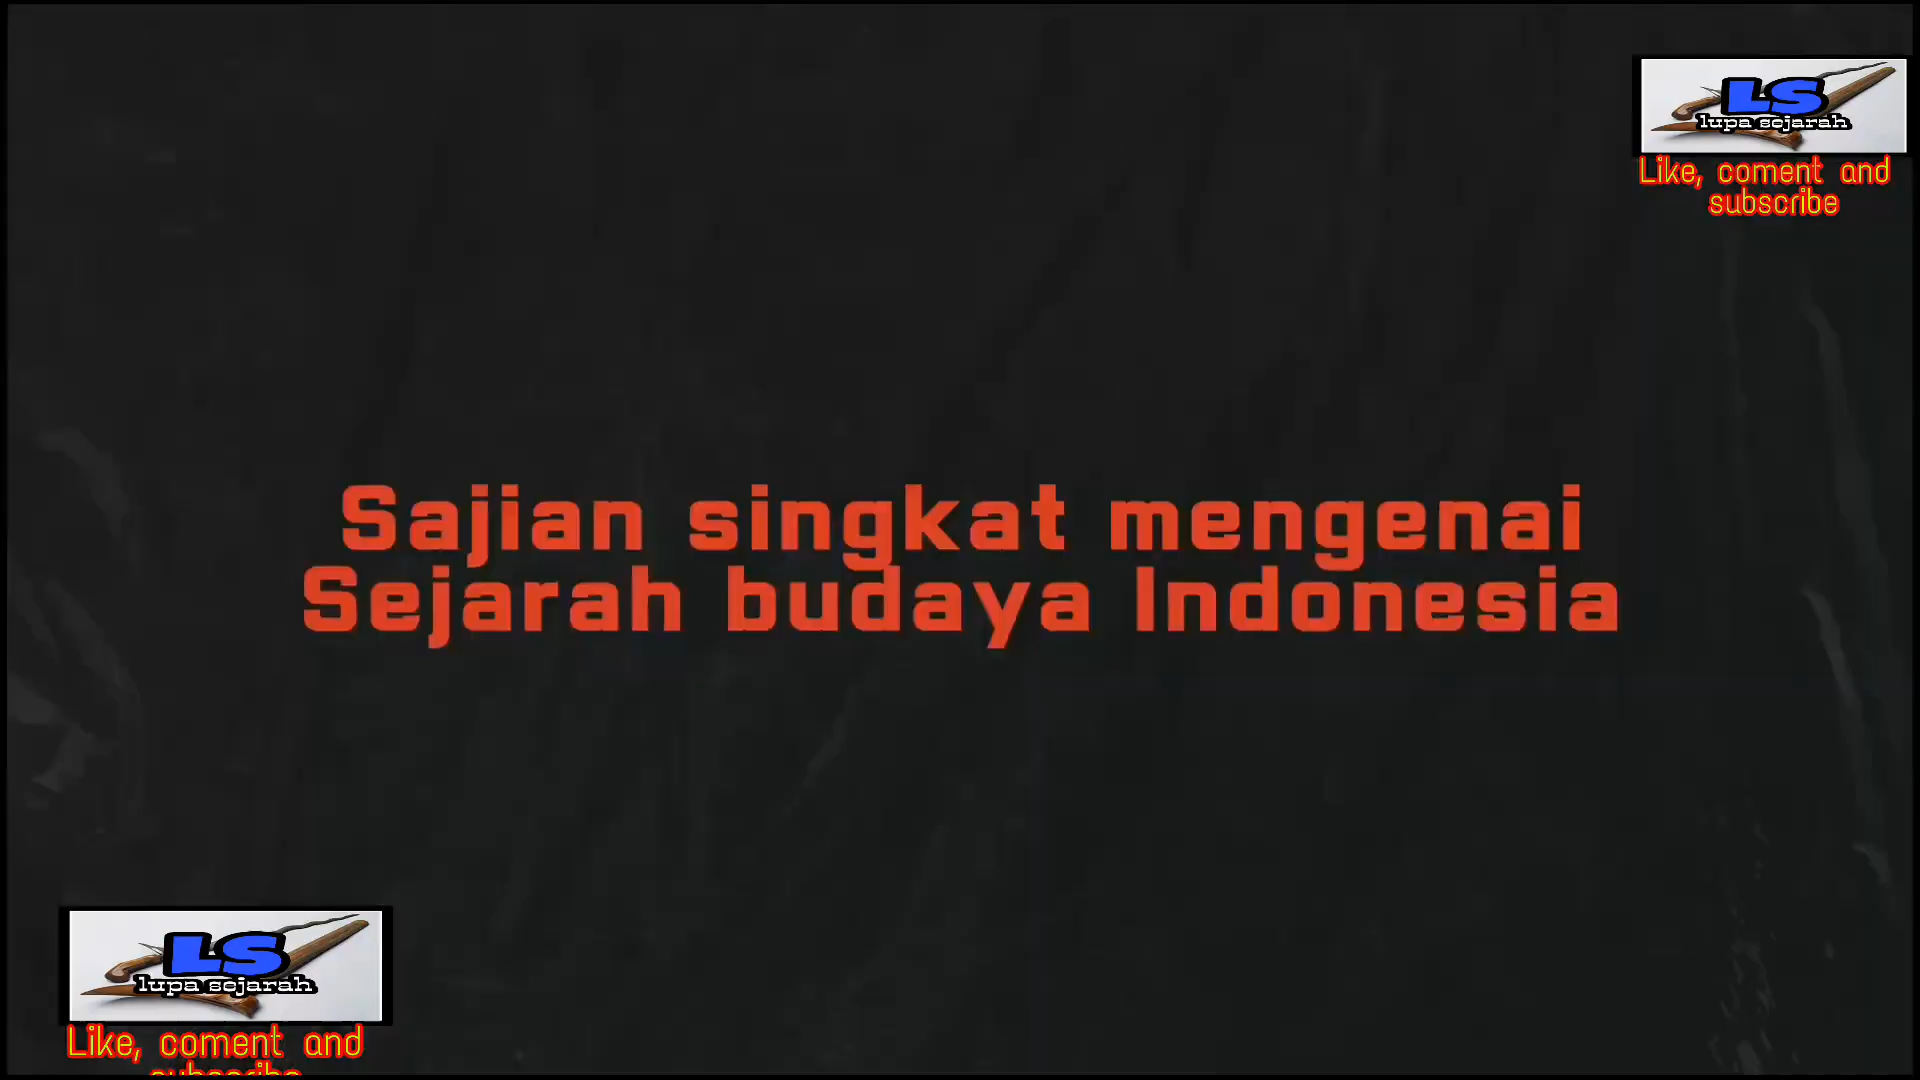 LS
lupa sejarah
Like, coment and
subscribe
Sajian singkat mengenai
Sejarah budaya Indonesia
LS
lupa sejarah
Like, coment and
subscribe